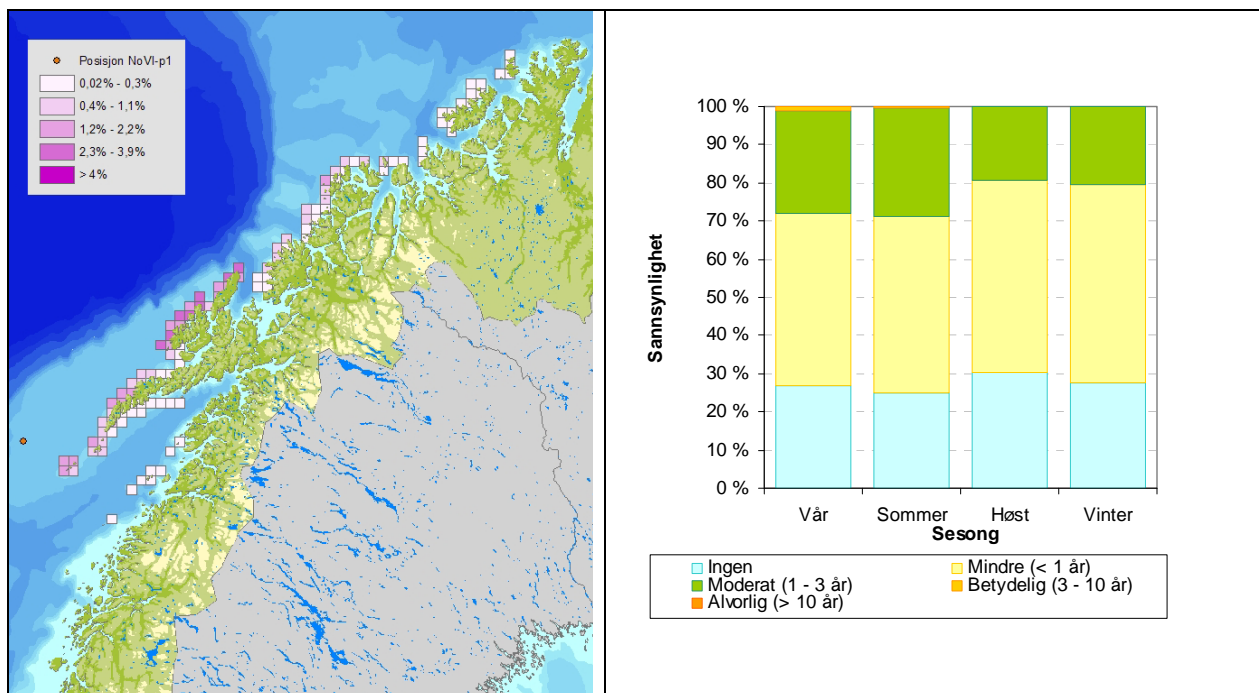 Posisjon NoVI-p1
0,02% - 0,3%
0,4% - 1,1%
1,2% - 2,2%
2,3% - 3,9%
> 4%
100 %
90 %
80 %
70 %
60 %
50 %
40 %
30 %
20 %
10 %
0 %
Sannsynlighet
Vår Sommer Høst Vinter
Sesong
Ingen Mindre (< 1 år)
Moderat (1 - 3 år) Betydelig (3 - 10 år)
Alvorlig (> 10 år)